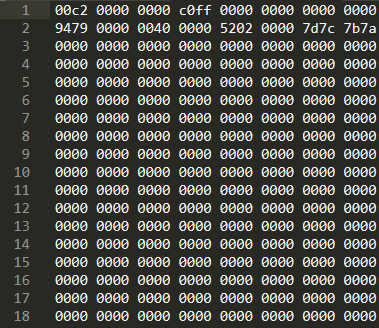 1 00c2 0000 0000 c0ff 0000 0000 0000 0000
2 9479 0000 0040 0000 5202 0000 7d7c 7b7a
3 0000 0000 0000 0000 0000 0000 0000 0000
4 0000 0000 0000 0000 0000 0000 0000 0000
5 0000 0000 0000 0000 0000 0000 0000 0000
6 0000 0000 0000 0000 0000 0000 0000 0000
7 0000 0000 0000 0000 0000 0000 0000 0000
8 0000 0000 0000 0000 0000 0000 0000 0000
9 0000 0000 0000 0000 0000 0000 0000 0000
10 0000 0000 0000 0000 0000 0000 0000 0000
11 0000 0000 0000 0000 0000 0000 0000 0000
12 0000 0000 0000 0000 0000 0000 0000 0000
13 0000 0000 0000 0000 0000 0000 0000 0000
14 0000 0000 0000 0000 0000 0000 0000 0000
15 0000 0000 0000 0000 0000 0000 0000 0000
16 0000 0000 0000 0000 0000 0000 0000 0000
17 0000 0000 0000 0000 0000 0000 0000 0000
18 0000 0000 0000 0000 0000 0000 0000 0000